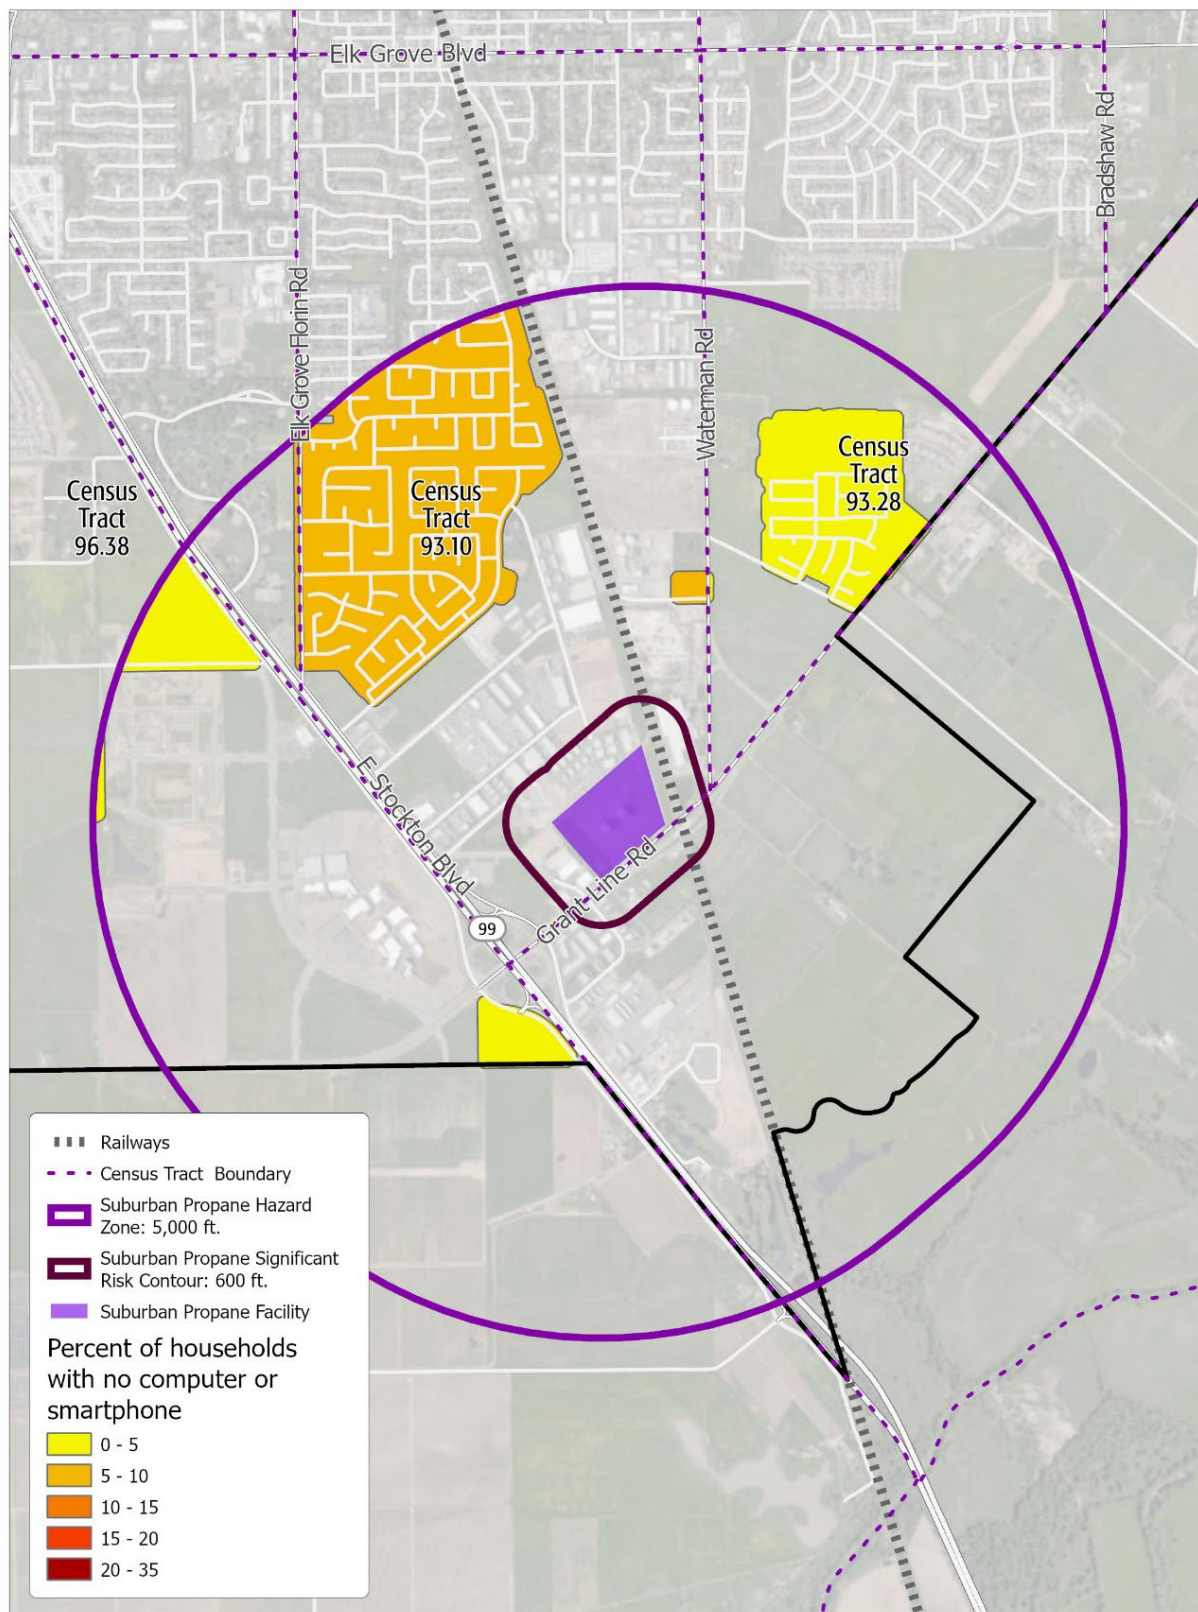 Elk Grove Blvd
Bradshaw Rd
Elk Grove Florin Rd
Waterman Rd
Census
Tract
93.28
Census
Tract
96.38
Census
Tract
93.10
E Stockton Blvd
Grant Line Rd
99
Railways
Census Tract Boundary
Suburban Propane Hazard
Zone: 5,000 ft.
Suburban Propane Significant
Risk Contour: 600 ft.
Suburban Propane Facility
Percent of households
with no computer or
smartphone
0 - 5
5 - 10
10 - 15
15 - 20
20 - 35